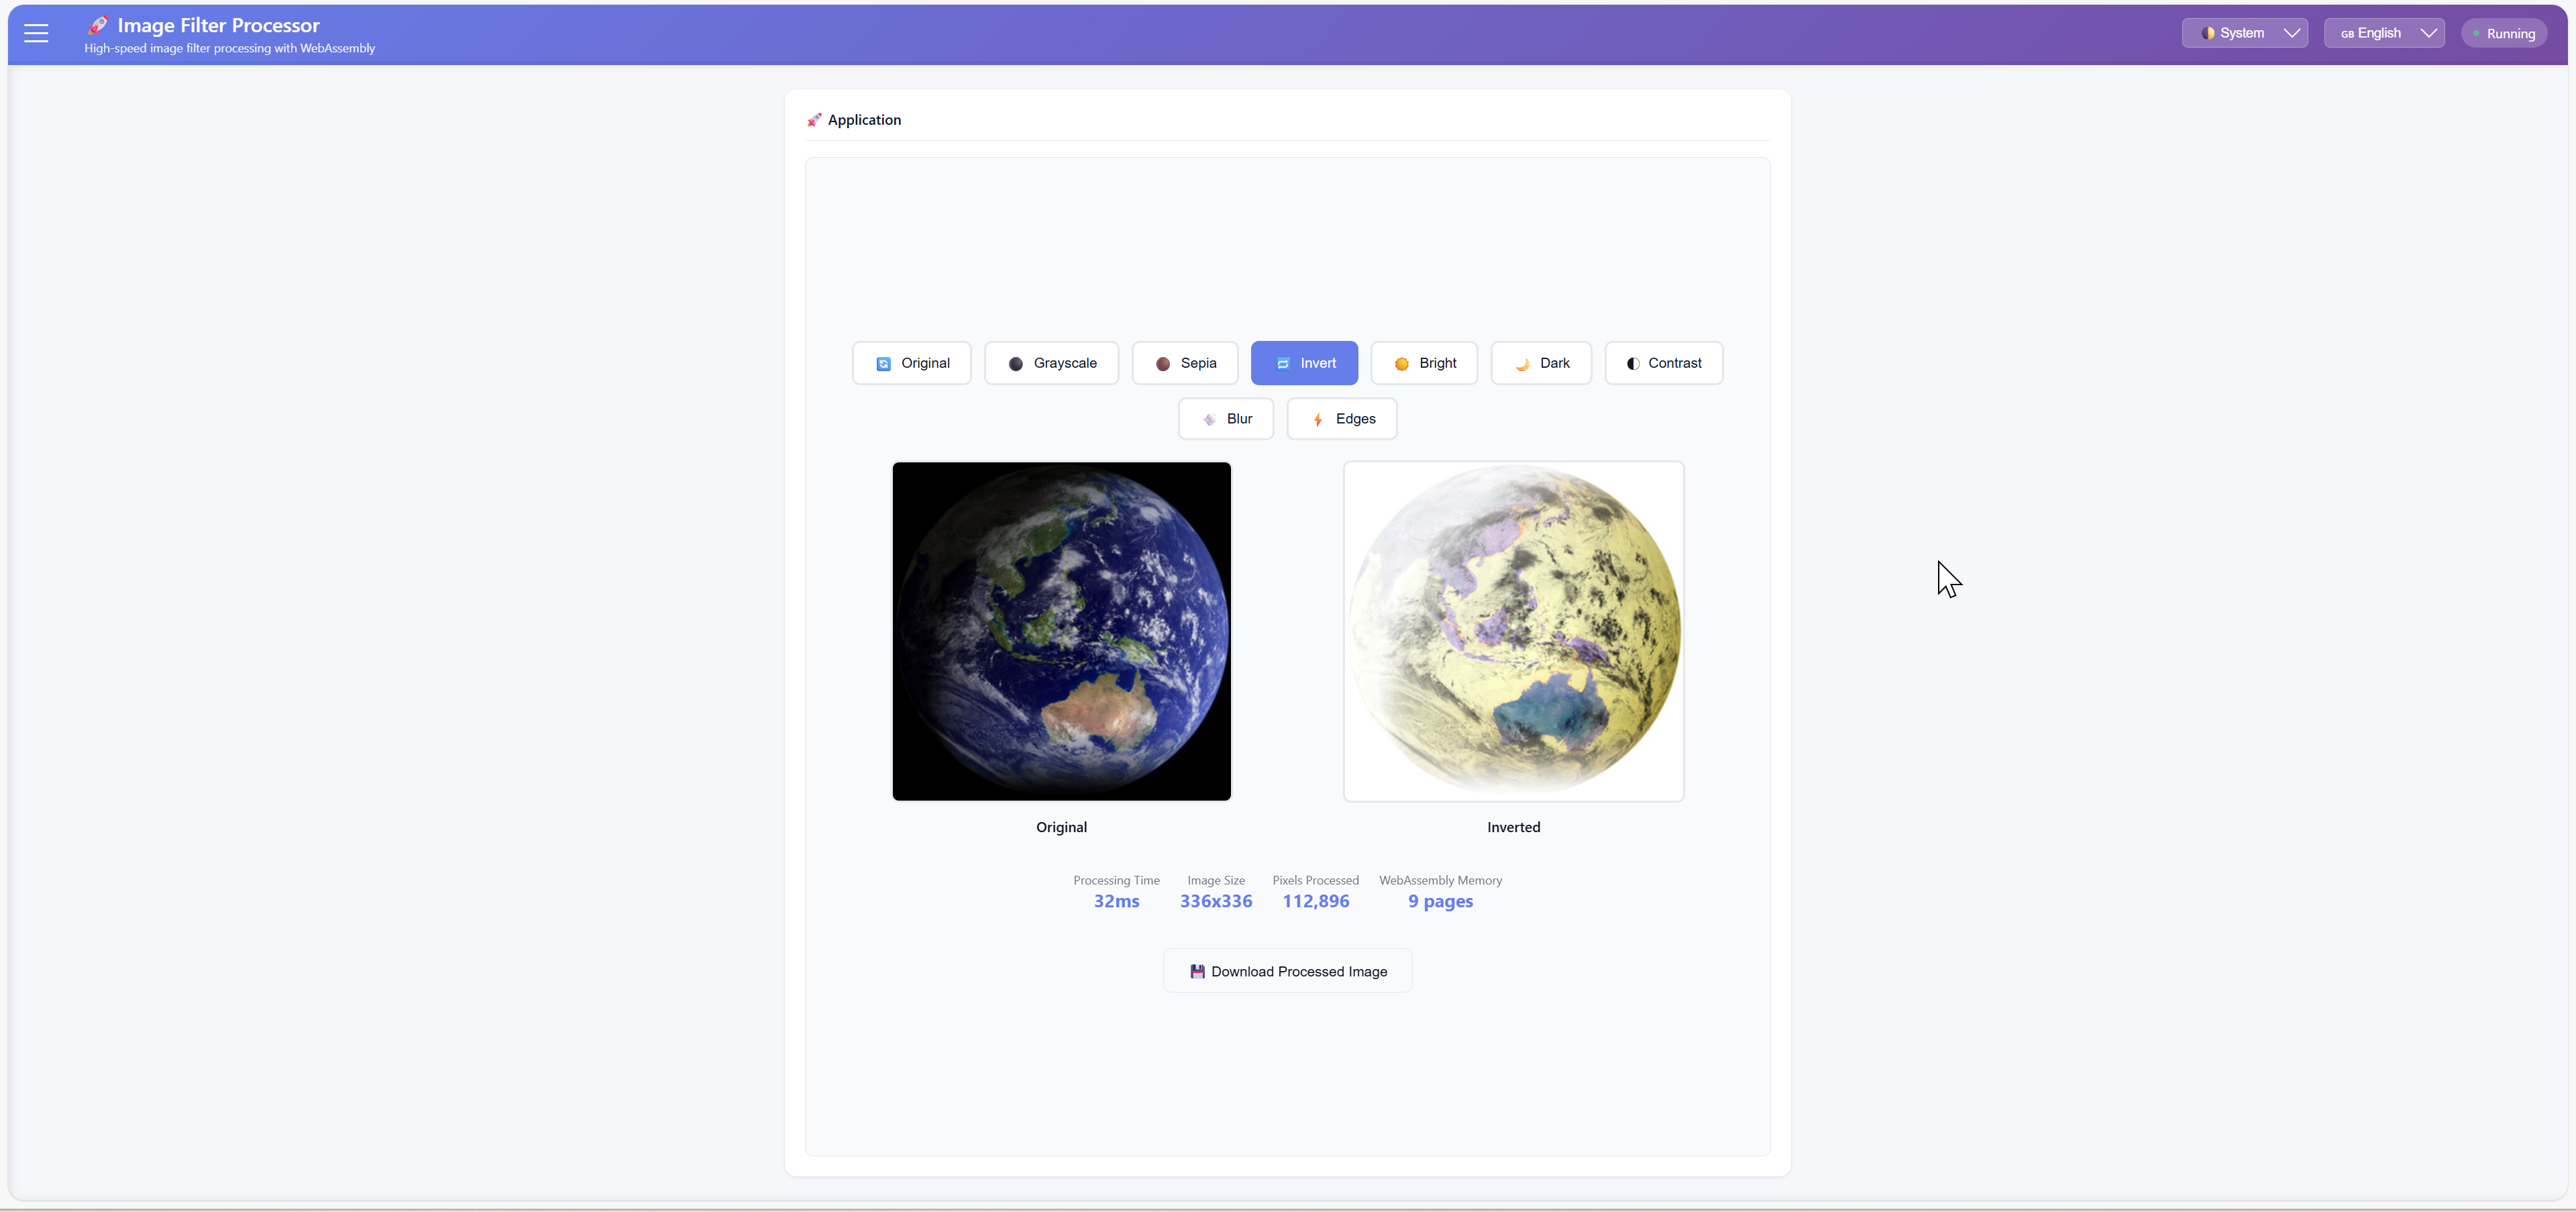 Image Filter Processor
High-speed image filter processing with WebAssembly
System
GB English
Running
Application
Original
Grayscale
Sepia
Invert
Bright
Dark
Contrast
Blur
Edges
Original
Inverted
Processing Time
32ms
Image Size
336x336
Pixels Processed
112,896
WebAssembly Memory
9 pages
Download Processed Image